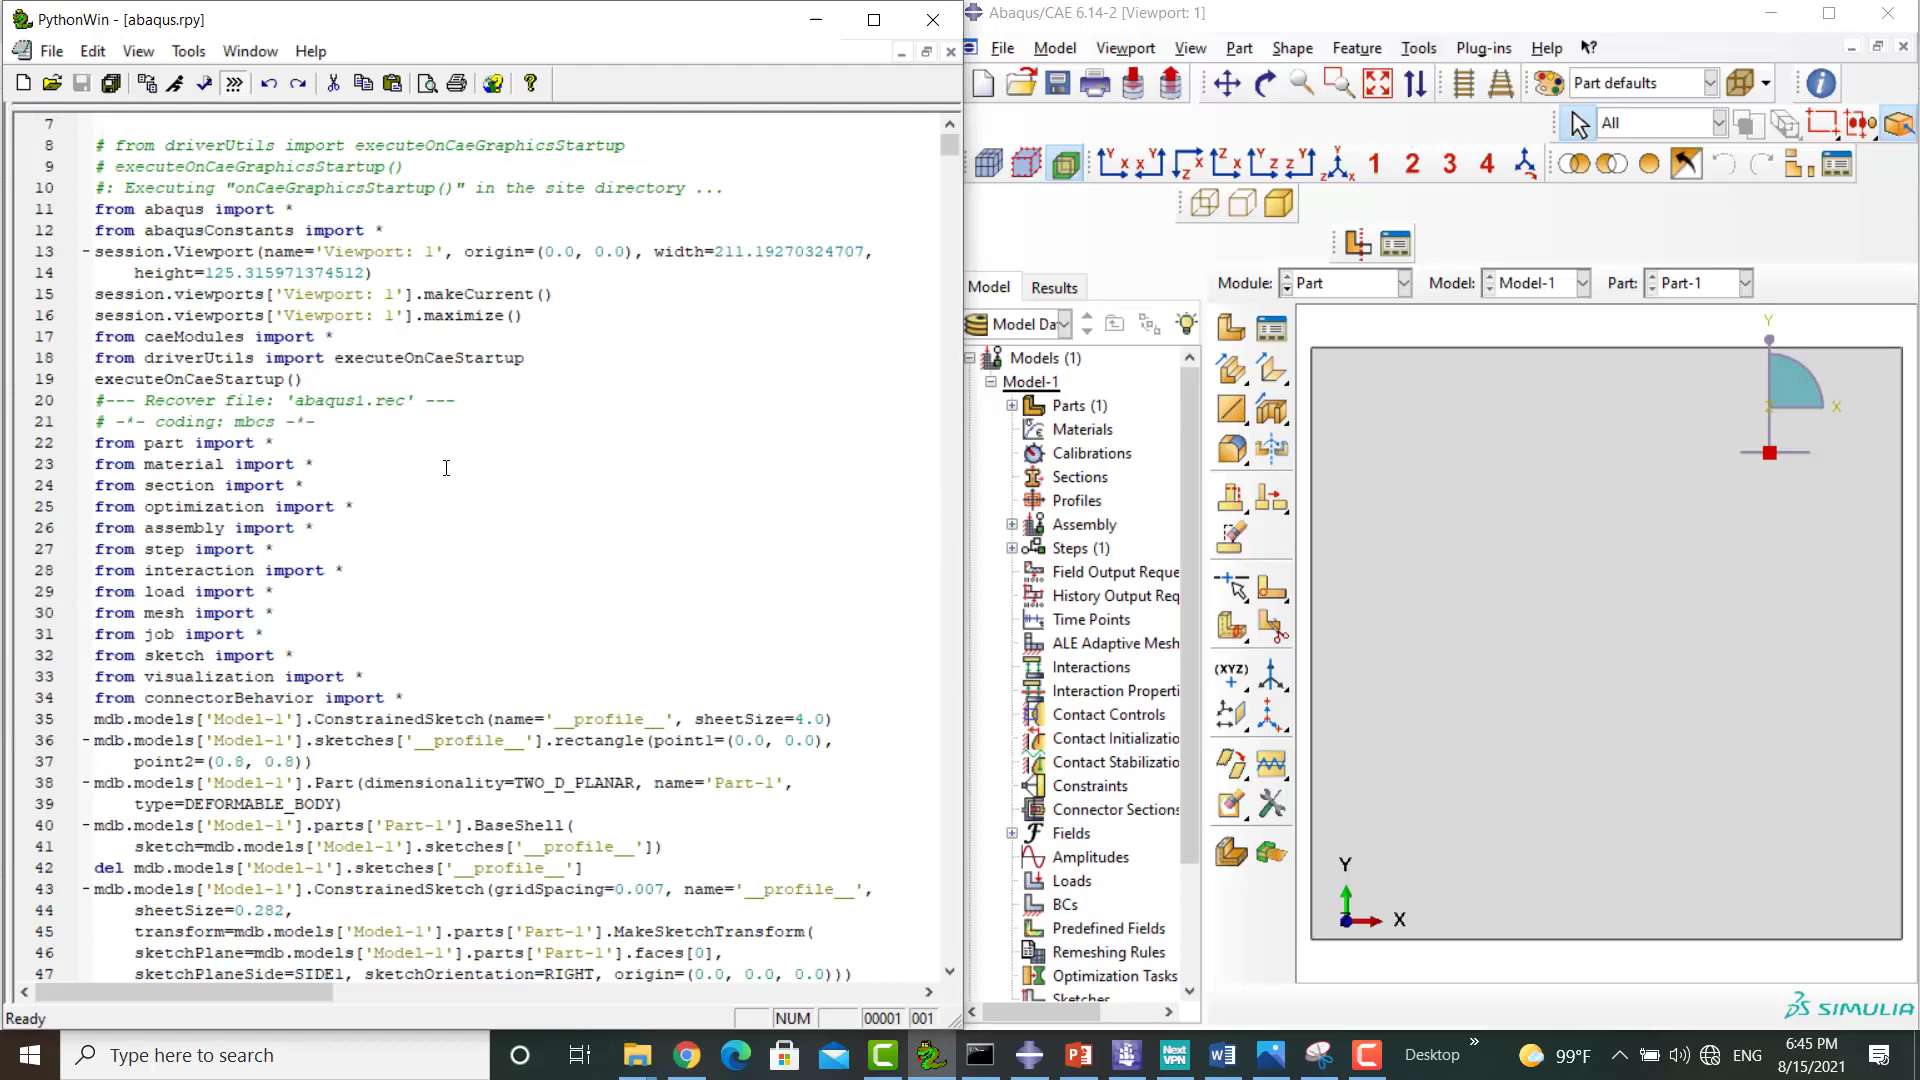 PythonWin - [abaqus.rpy]
File Edit View Tools Window Help
7
8 # from driverUtils import executeOnCaeGraphicsStartup
9 # executeOnCaeGraphicsStartup()
10 #: Executing "onCaeGraphicsStartup()" in the site directory ...
11 from abaqus import *
12 from abaqusConstants import *
13 session.Viewport(name='Viewport: 1', origin=(0.0, 0.0), width=211.19270324707,
14 height=125.315971374512)
15 session.viewports['Viewport: 1'].makeCurrent()
16 session.viewports['Viewport: 1'].maximize()
17 from caeModules import *
18 from driverUtils import executeOnCaeStartup
19 executeOnCaeStartup()
20 #--- Recover file: 'abaqus1.rec' ---
21 # -*- coding: mbcs -*-
22 from part import *
23 from material import *
24 from section import *
25 from optimization import *
26 from assembly import *
27 from step import *
28 from interaction import *
29 from load import *
30 from mesh import *
31 from job import *
32 from sketch import *
33 from visualization import *
34 from connectorBehavior import *
35 mdb.models['Model-1'].ConstrainedSketch(name='__profile__', sheetSize=4.0)
36 mdb.models['Model-1'].sketches['__profile__'].rectangle(point1=(0.0, 0.0),
37 point2=(0.8, 0.8))
38 mdb.models['Model-1'].Part(dimensionality=TWO_D_PLANAR, name='Part-1',
39 type=DEFORMABLE_BODY)
40 mdb.models['Model-1'].parts['Part-1'].BaseShell(
41 sketch=mdb.models['Model-1'].sketches['__profile__'])
42 del mdb.models['Model-1'].sketches['__profile__']
43 mdb.models['Model-1'].ConstrainedSketch(gridSpacing=0.007, name='__profile__',
44 sheetSize=0.282,
45 transform=mdb.models['Model-1'].parts['Part-1'].MakeSketchTransform(
46 sketchPlane=mdb.models['Model-1'].parts['Part-1'].faces[0],
47 sketchPlaneSide=SIDE1, sketchOrientation=RIGHT, origin=(0.0, 0.0, 0.0)))
Ready
NUM 00001 001
Abaqus/CAE 6.14-2 [Viewport: 1]
File Model Viewport View Part Shape Feature Tools Plug-ins Help
Part defaults
All
1 2 3 4
Model Results
Module: Part Model: Model-1 Part: Part-1
Model Da
Models (1)
Model-1
Parts (1)
Materials
Calibrations
Sections
Profiles
Assembly
Steps (1)
Field Output Reque
History Output Req
Time Points
ALE Adaptive Mesh
Interactions
Interaction Properti
Contact Controls
Contact Initializatio
Contact Stabilizatio
Constraints
Connector Sections
Fields
Amplitudes
Loads
BCs
Predefined Fields
Remeshing Rules
Optimization Tasks
Sketches
(XYZ)
Y
Z X
Y
X
SIMULIA
Type here to search
Next VPN
Desktop
99°F
ENG
6:45 PM
8/15/2021